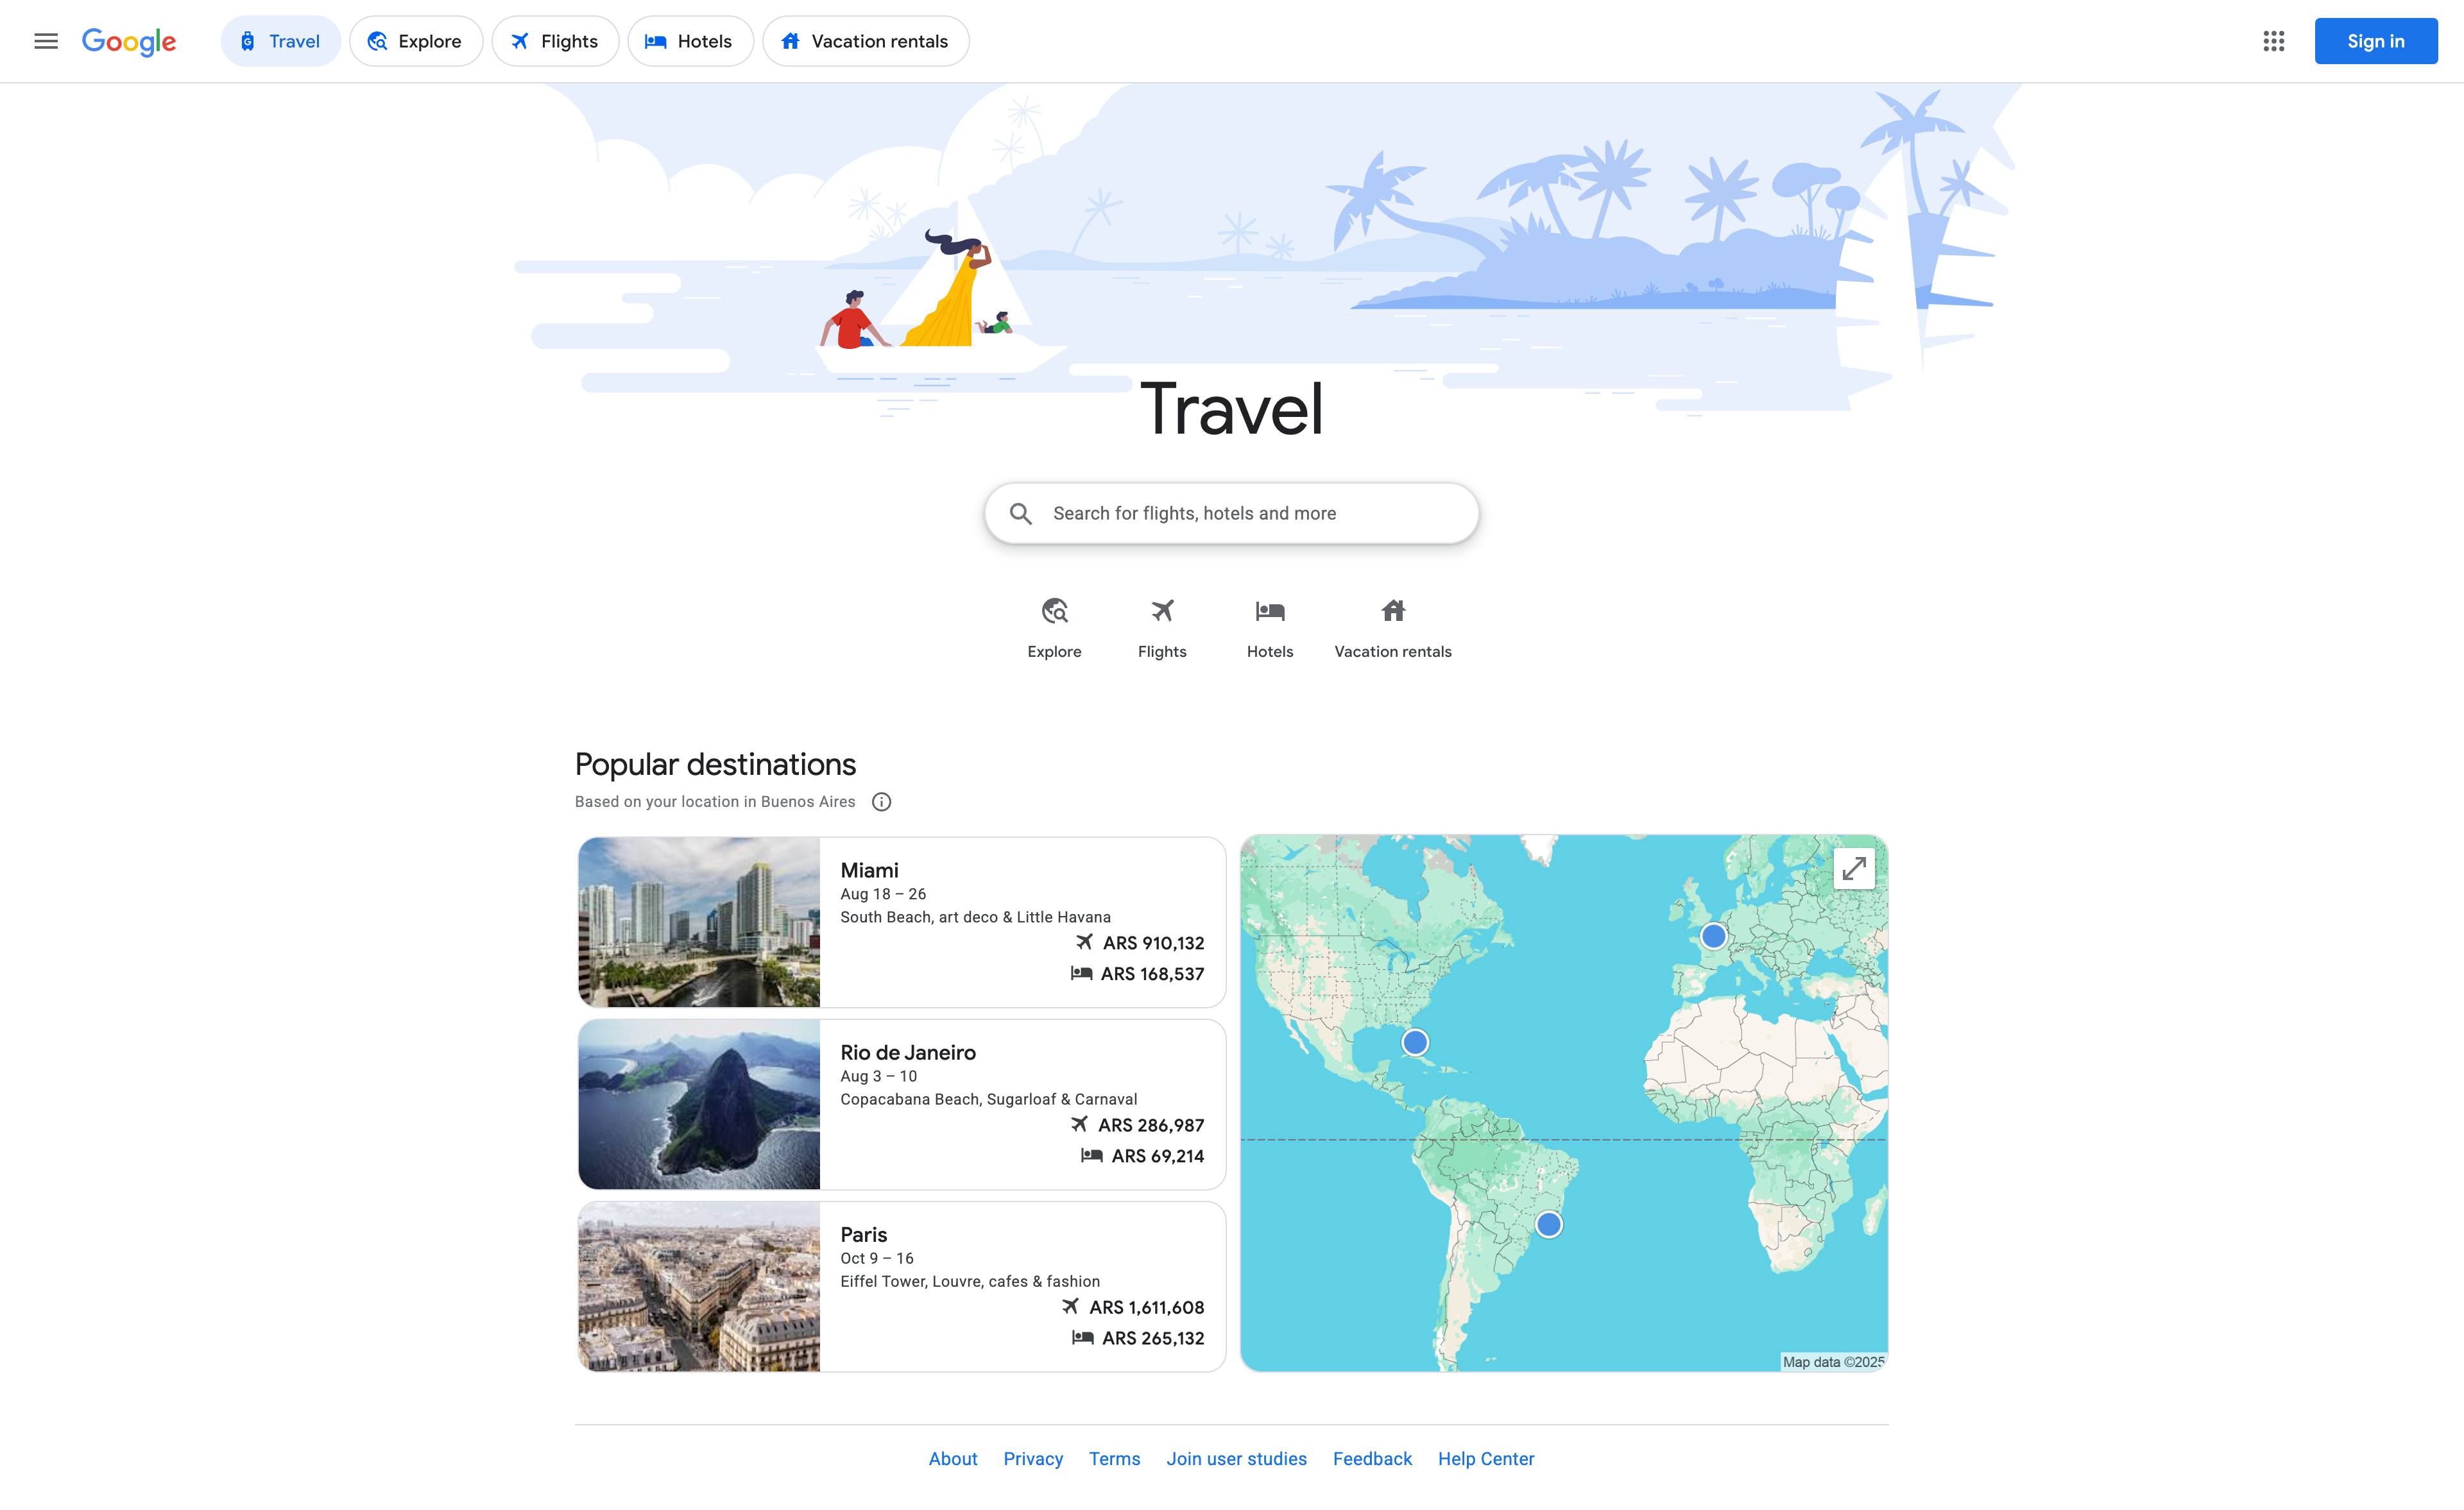 Google
Travel
Explore
Flights
Hotels
Vacation rentals
Sign in
Travel
Search for flights, hotels and more
Explore
Flights
Hotels
Vacation rentals
Popular destinations
Based on your location in Buenos Aires
Miami
Aug 18 – 26
South Beach, art deco & Little Havana
ARS 910,132
ARS 168,537
Rio de Janeiro
Aug 3 – 10
Copacabana Beach, Sugarloaf & Carnaval
ARS 286,987
ARS 69,214
Paris
Oct 9 – 16
Eiffel Tower, Louvre, cafes & fashion
ARS 1,611,608
ARS 265,132
Map data ©2025
About
Privacy
Terms
Join user studies
Feedback
Help Center